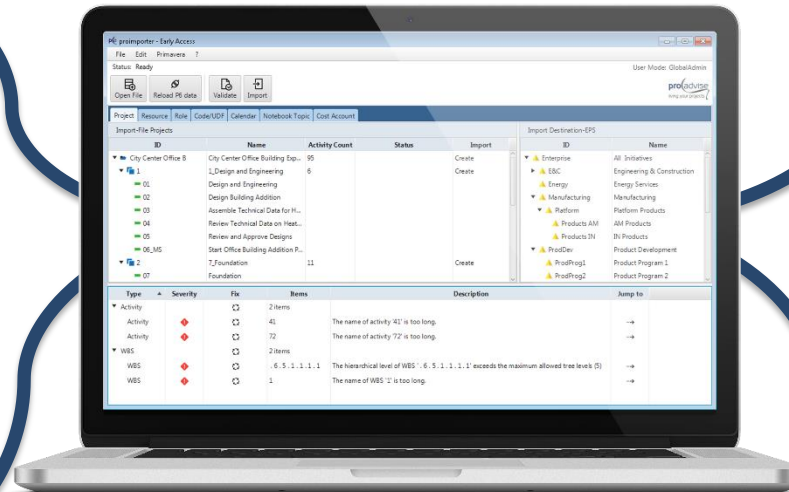 proimporter - Early Access
File Edit Primavera ?
Status: Ready User Mode: GlobalAdmin
Open File Reload P6 data Validate Import
pro(advise
Project Resource Role Code/UDF Calendar Notebook Topic Cost Account
Import-File Projects Import Destination-EPS
ID Name Activity Count Status Import ID Name
City Center Office B City Center Office Building Exp... 95 Create Enterprise All Initiatives
1 1_Design and Engineering 6 Create E&C Engineering & Construction
01 Design and Engineering Energy Energy Services
02 Design Building Addition Manufacturing Manufacturing
03 Assemble Technical Data for H... Platform Platform Products
04 Review Technical Data on Heat... Products AM AM Products
05 Review and Approve Designs Products IN IN Products
06_MS Start Office Building Addition P... ProdDev Product Development
2 7_Foundation 11 Create ProdProg1 Product Program 1
07 Foundation ProdProg2 Product Program 2
Type Severity Fix Items Description Jump to
Activity 2 items
Activity 41 The name of activity '41' is too long.
Activity 72 The name of activity '72' is too long.
WBS 2 items
WBS .6.5.1.1.1.1 The hierarchical level of WBS '.6.5.1.1.1.1' exceeds the maximum allowed tree levels (5)
WBS 1 The name of WBS '1' is too long.